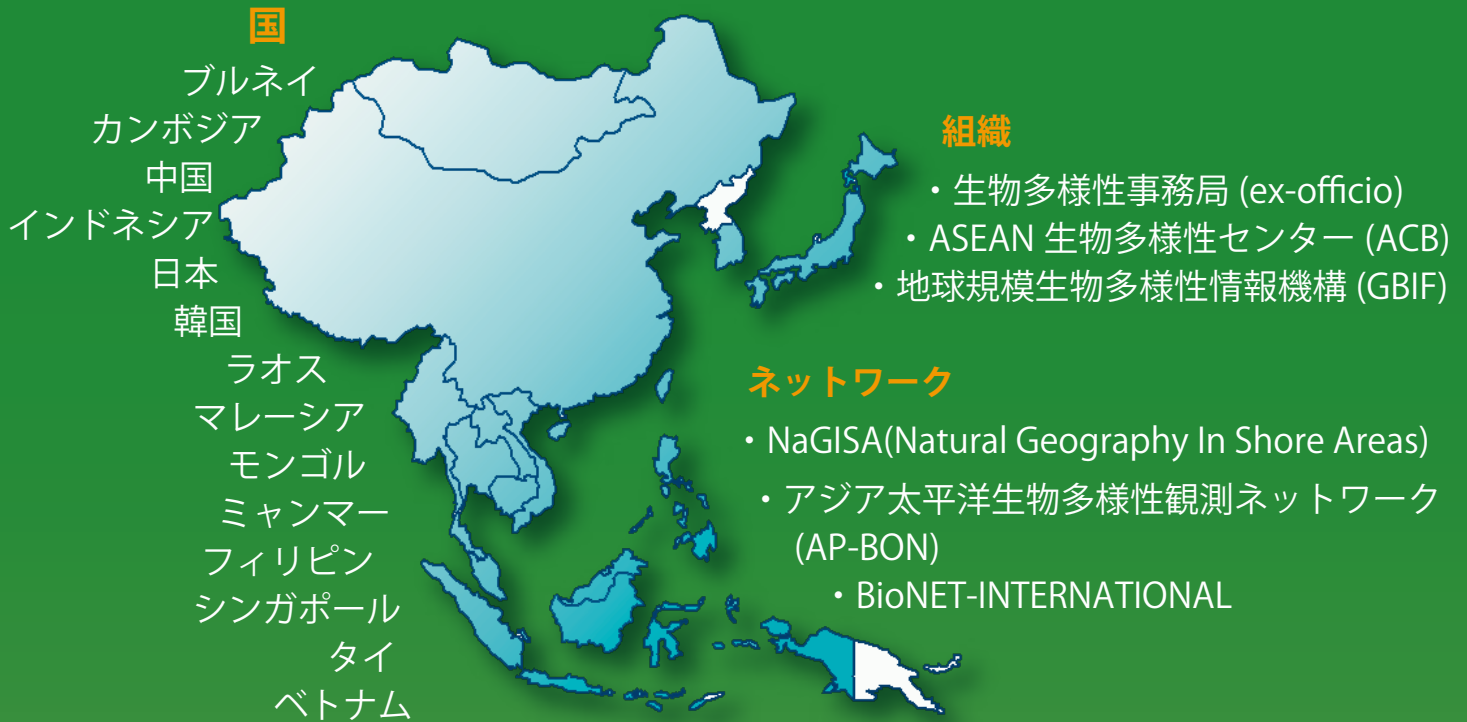 国
ブルネイ
カンボジア
中国
インドネシア
日本
韓国
ラオス
マレーシア
モンゴル
ミャンマー
フィリピン
シンガポール
タイ
ベトナム
組織
・生物多様性事務局 (ex-officio)
・ASEAN 生物多様性センター (ACB)
・地球規模生物多様性情報機構 (GBIF)
ネットワーク
・NaGISA(Natural Geography In Shore Areas)
・アジア太平洋生物多様性観測ネットワーク
(AP-BON)
・BioNET-INTERNATIONAL